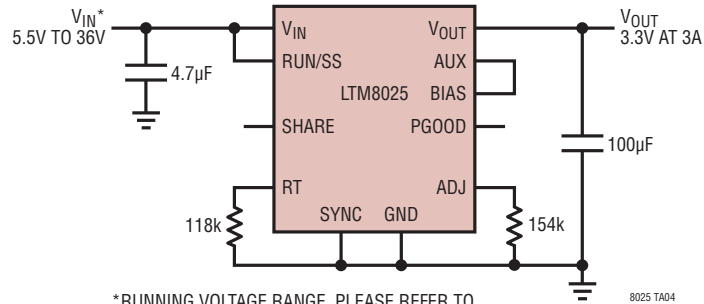 VIN*
5.5V TO 36V
4.7µF
VIN
RUN/SS
SHARE
RT
SYNC
GND
LTM8025
VOUT
AUX
BIAS
PGOOD
ADJ
VOUT
3.3V AT 3A
100µF
118k
154k
*RUNNING VOLTAGE RANGE. PLEASE REFER TO
8025 TA04